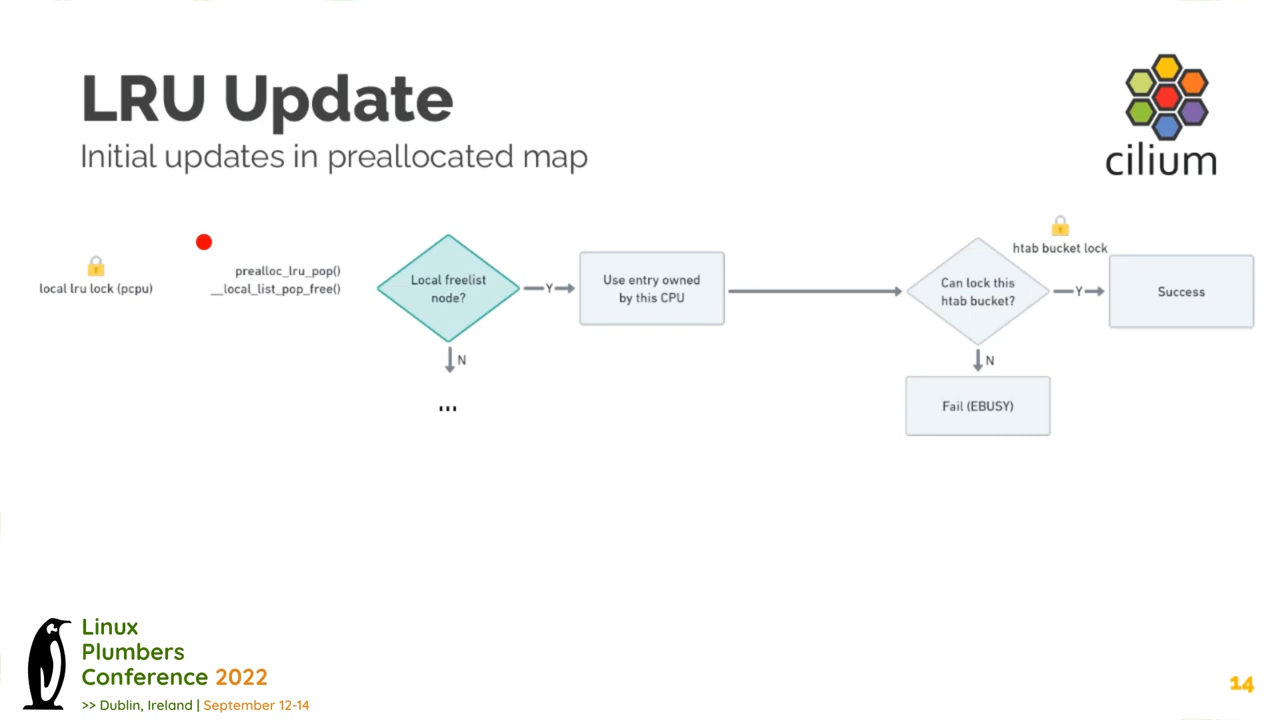 LRU Update
Initial updates in preallocated map
cilium
local lru lock (pcpu)
prealloc_lru_pop()
__local_list_pop_free()
Local freelist
node?
Y
Use entry owned
by this CPU
Can lock this
htab bucket?
htab bucket lock
Y
Success
N
...
N
Fail (EBUSY)
Linux
Plumbers
Conference 2022
>> Dublin, Ireland | September 12-14
14